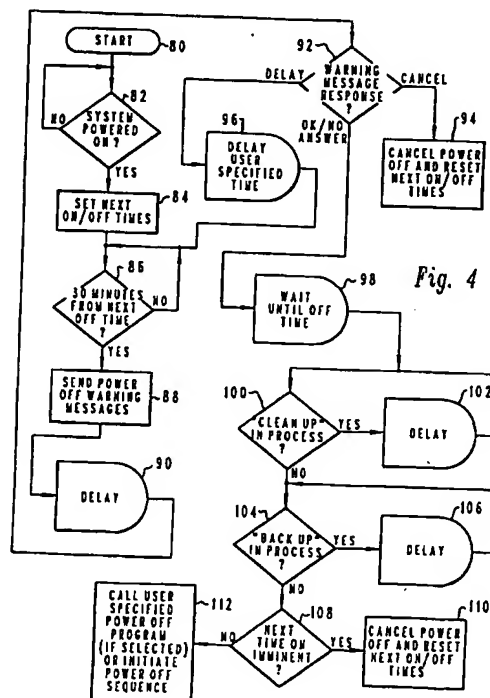 START
80
82
NO
SYSTEM
POWERED
ON ?
YES
84
SET NEXT
ON/OFF TIMES
86
30 MINUTES
FROM NEXT
OFF TIME
?
NO
YES
88
SEND POWER
OFF WARNING
MESSAGES
90
DELAY
92
WARNING
MESSAGE
RESPONSE
?
DELAY
CANCEL
OK/NO
ANSWER
94
CANCEL POWER
OFF AND RESET
NEXT ON/OFF
TIMES
96
DELAY
USER
SPECIFIED
TIME
98
WAIT
UNTIL OFF
TIME
Fig. 4
100
"CLEAN UP"
IN PROCESS
?
YES
NO
102
DELAY
104
"BACK UP"
IN PROCESS
?
YES
NO
106
DELAY
108
NEXT
TIME ON
IMMINENT
?
NO
YES
110
CANCEL POWER
OFF AND RESET
NEXT ON/OFF
TIMES
112
CALL USER
SPECIFIED
POWER OFF
PROGRAM
(IF SELECTED)
OR INITIATE
POWER OFF
SEQUENCE